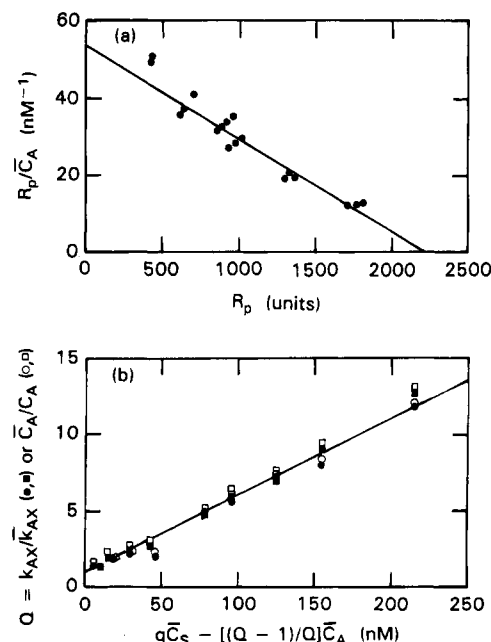 (a)
60
40
20
0
R_p/C̄_A (nM⁻¹)
0 500 1000 1500 2000 2500
R_p (units)
(b)
15
10
5
0
Q = k_AX/k̄_AX (●,■) or C̄_A/C_A (○,□)
0 50 100 150 200 250
qC̄_S − [(Q − 1)/Q]C̄_A (nM)